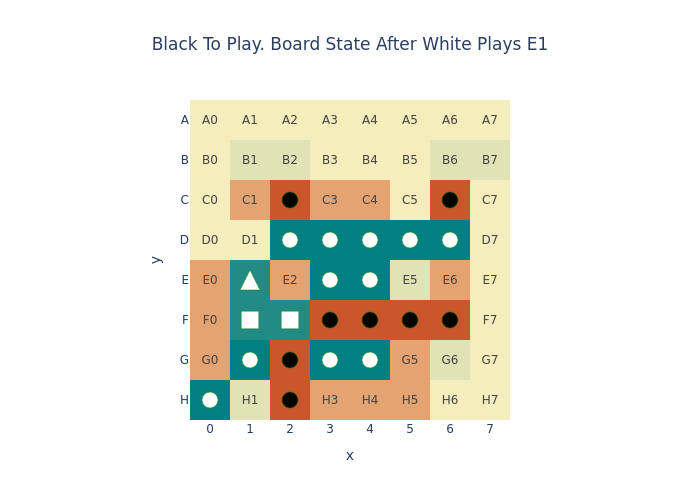 Black To Play. Board State After White Plays E1
A A0 A1 A2 A3 A4 A5 A6 A7
B B0 B1 B2 B3 B4 B5 B6 B7
C C0 C1 C3 C4 C5 C7
D D0 D1 D7
y
E E0 E2 E5 E6 E7
F F0 F7
G G0 G5 G6 G7
H H1 H3 H4 H5 H6 H7
0 1 2 3 4 5 6 7
x